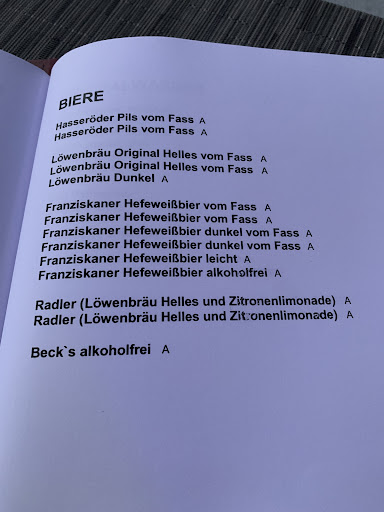 BIERE
Hasseröder Pils vom Fass A
Hasseröder Pils vom Fass A
Löwenbräu Original Helles vom Fass A
Löwenbräu Original Helles vom Fass A
Löwenbräu Dunkel A
Franziskaner Hefeweißbier vom Fass A
Franziskaner Hefeweißbier vom Fass A
Franziskaner Hefeweißbier dunkel vom Fass A
Franziskaner Hefeweißbier dunkel vom Fass A
Franziskaner Hefeweißbier leicht A
Franziskaner Hefeweißbier alkoholfrei A
Radler (Löwenbräu Helles und Zitronenlimonade) A
Radler (Löwenbräu Helles und Zitronenlimonade) A
Beck`s alkoholfrei A